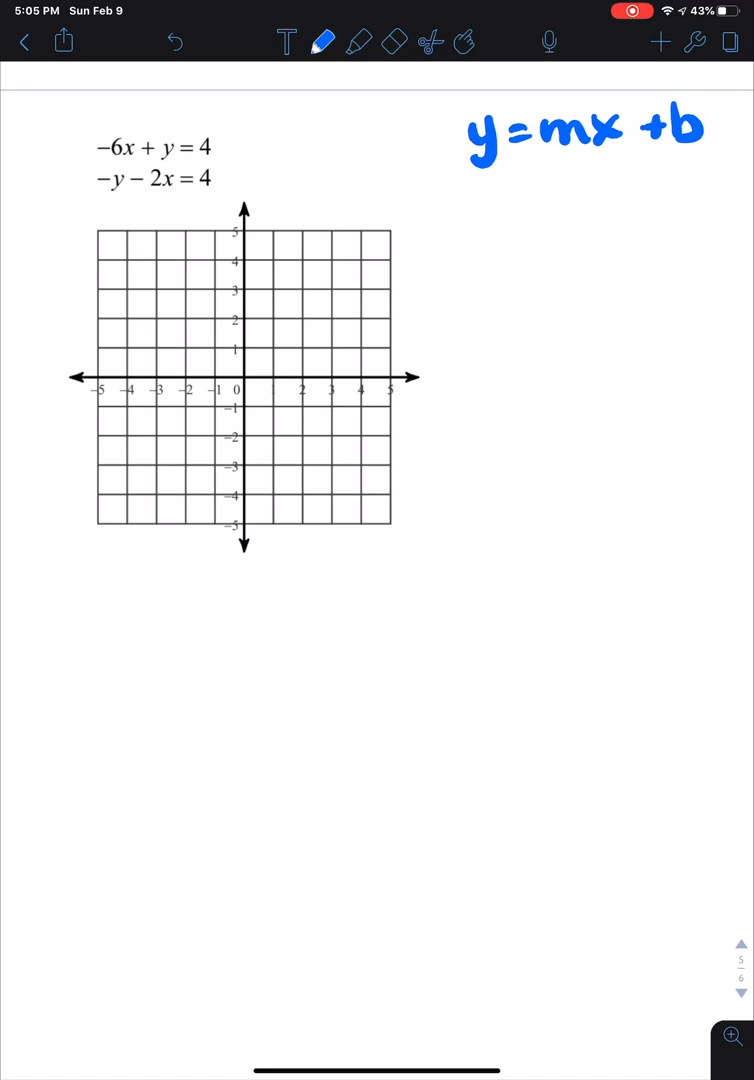 5:05 PM Sun Feb 9
43%
T
y = mx + b
−6x + y = 4
−y − 2x = 4
5
4
3
2
1
−5 −4 −3 −2 −1 0 1 2 3 4 5
−1
−2
−3
−4
−5
5
6